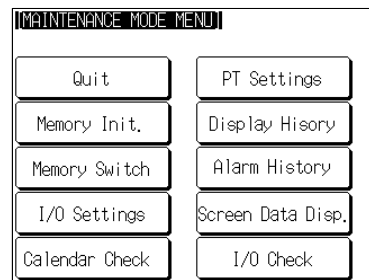 [MAINTENANCE MODE MENU]
Quit PT Settings
Memory Init. Display Hisory
Memory Switch Alarm History
I/O Settings Screen Data Disp.
Calendar Check I/O Check